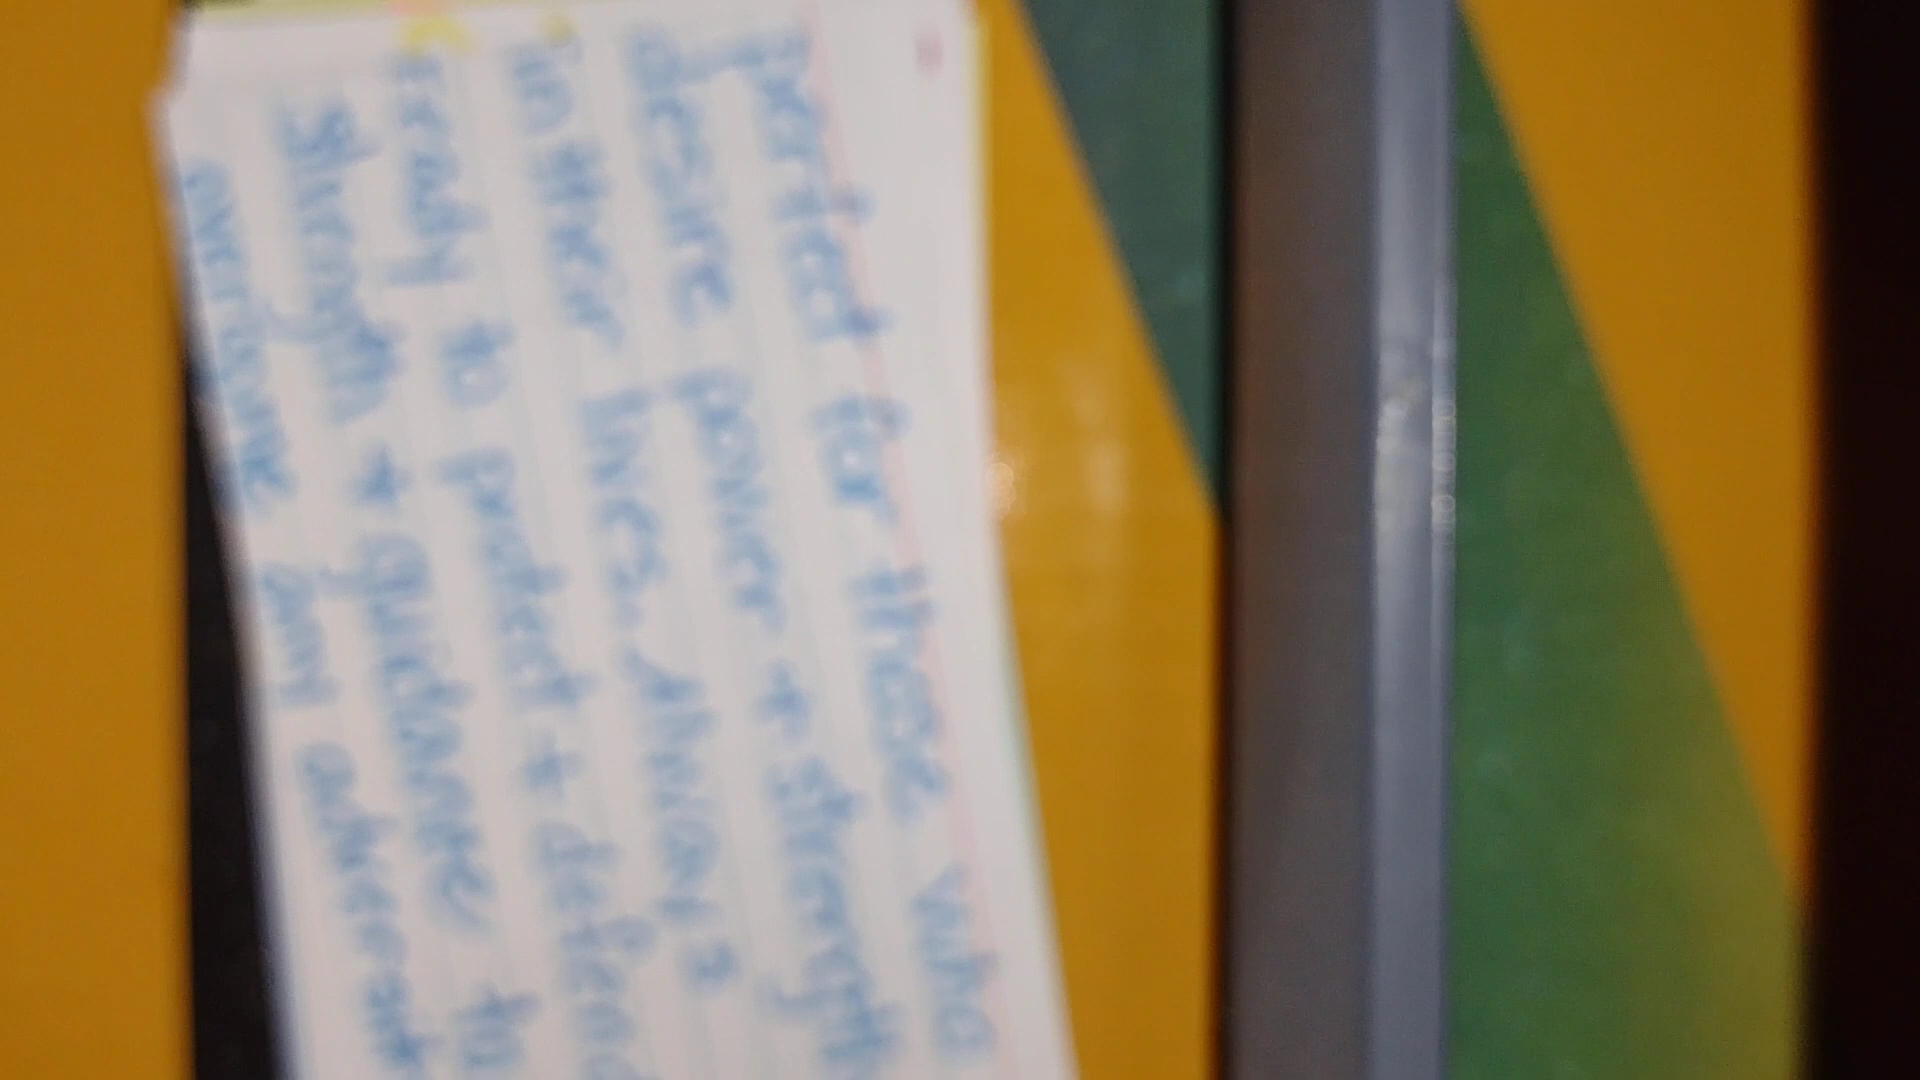 perfect for those who
desire power + strength
in their lives. Always
ready to protect + defend
strength + guidance to
overcome any